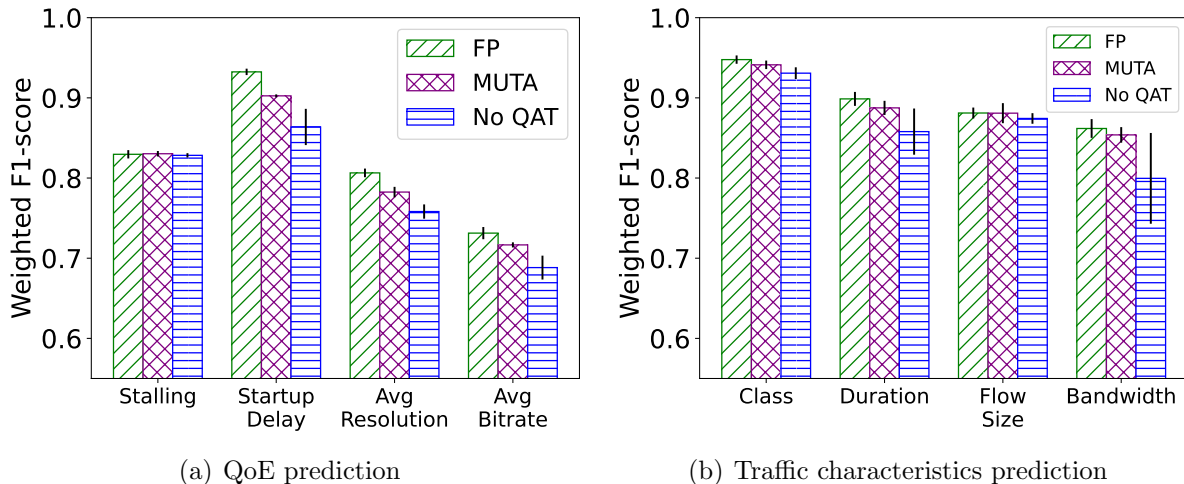 1.0
0.9
0.8
0.7
0.6
Weighted F1-score
FP
MUTA
No QAT
Stalling
Startup
Delay
Avg
Resolution
Avg
Bitrate
(a) QoE prediction
1.0
0.9
0.8
0.7
0.6
Weighted F1-score
FP
MUTA
No QAT
Class
Duration
Flow
Size
Bandwidth
(b) Traffic characteristics prediction